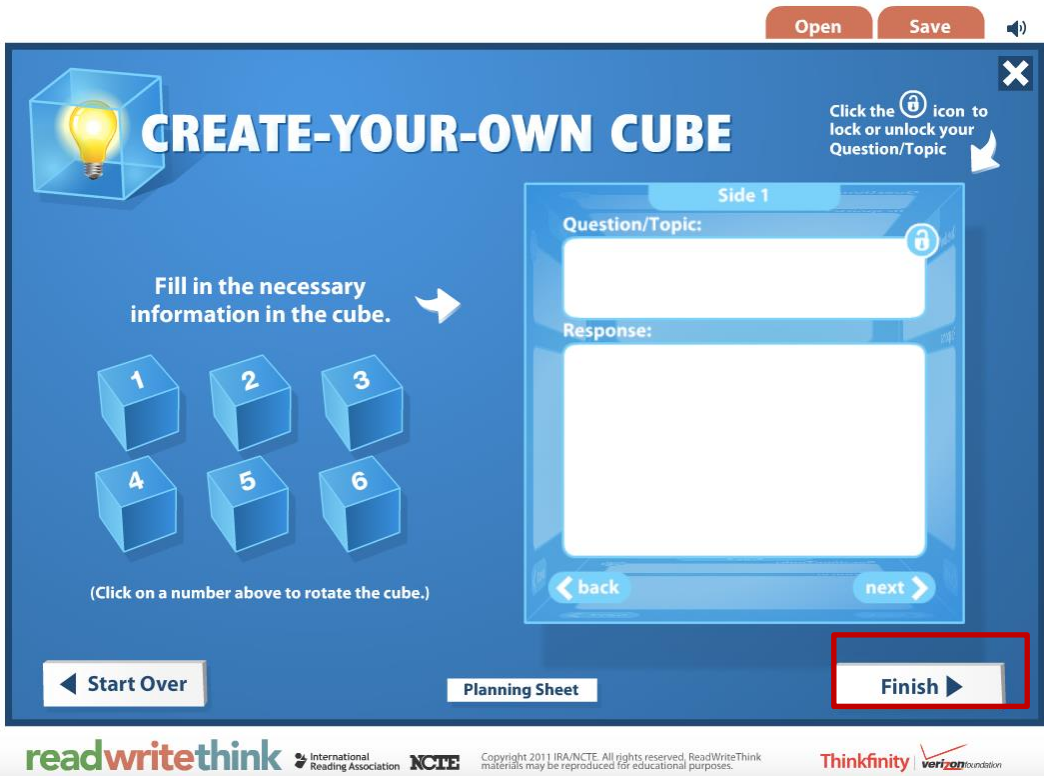 Open
Save
CREATE-YOUR-OWN CUBE
Click the icon to
lock or unlock your
Question/Topic
Side 1
Question/Topic:
Fill in the necessary
information in the cube.
Response:
1
2
3
4
5
6
(Click on a number above to rotate the cube.)
back
next
Start Over
Planning Sheet
Finish
readwritethink
International
Reading Association
NCTE
Copyright 2011 IRA/NCTE. All rights reserved. ReadWriteThink
materials may be reproduced for educational purposes.
Thinkfinity
verizonfoundation